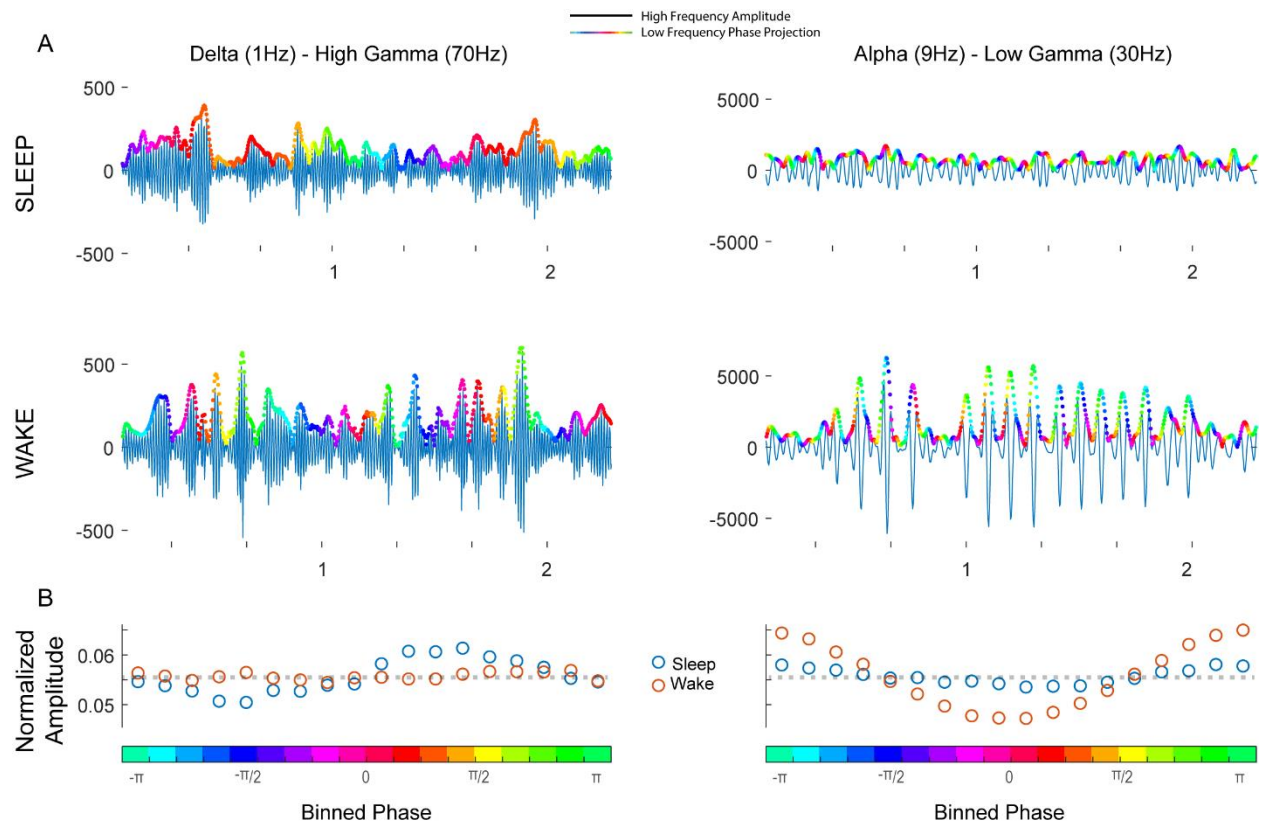 High Frequency Amplitude
Low Frequency Phase Projection
A
Delta (1Hz) - High Gamma (70Hz)
Alpha (9Hz) - Low Gamma (30Hz)
SLEEP
500
0
-500
1
2
5000
0
-5000
1
2
WAKE
500
0
-500
1
2
5000
0
-5000
1
2
B
Normalized
Amplitude
0.06
0.05
Sleep
Wake
-π
-π/2
0
π/2
π
Binned Phase
-π
-π/2
0
π/2
π
Binned Phase